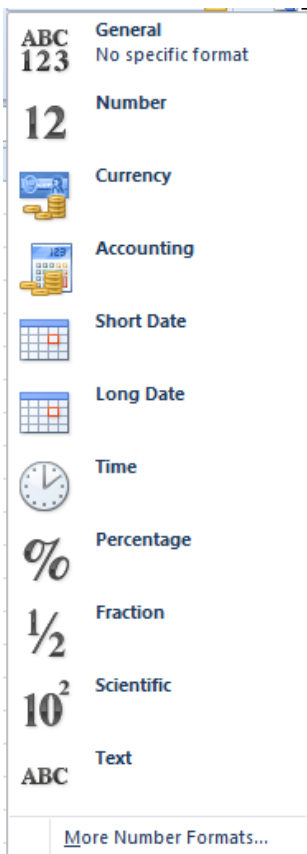 ABC
123
General
No specific format
12
Number
Currency
123
Accounting
Short Date
Long Date
Time
%
Percentage
½
Fraction
10²
Scientific
ABC
Text
More Number Formats...